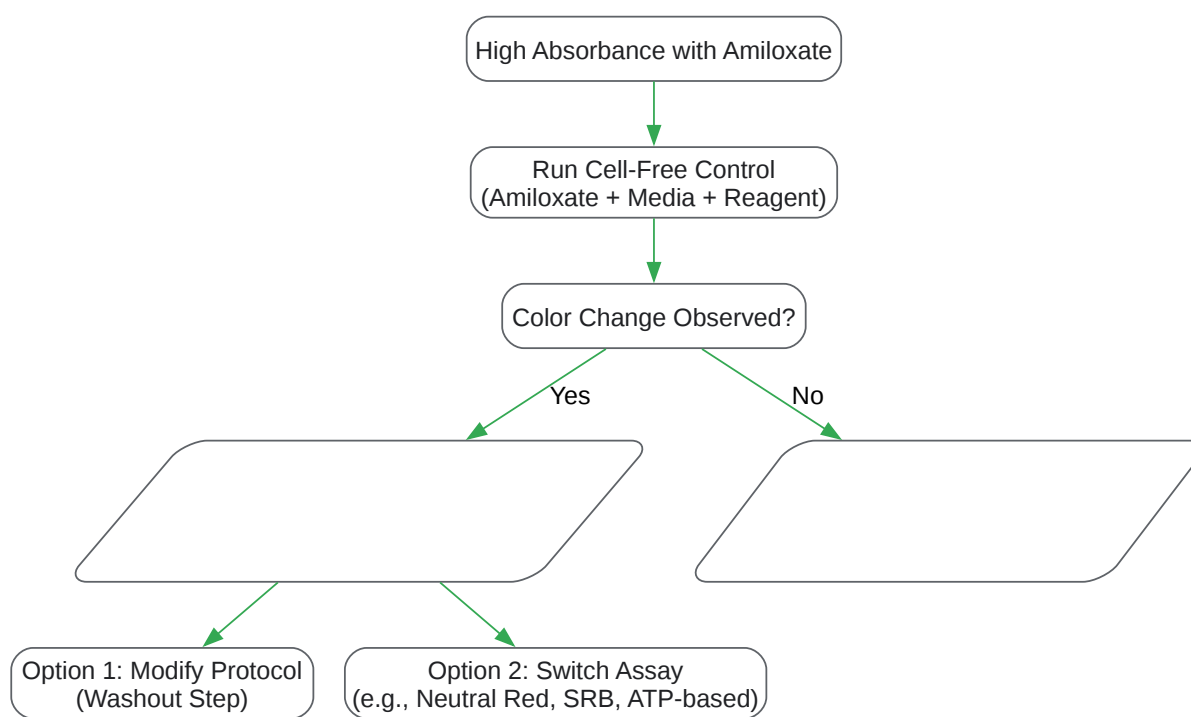 High Absorbance with Amiloxate
Run Cell-Free Control
(Amiloxate + Media + Reagent)
Color Change Observed?
Yes
No
Option 1: Modify Protocol
(Washout Step)
Option 2: Switch Assay
(e.g., Neutral Red, SRB, ATP-based)